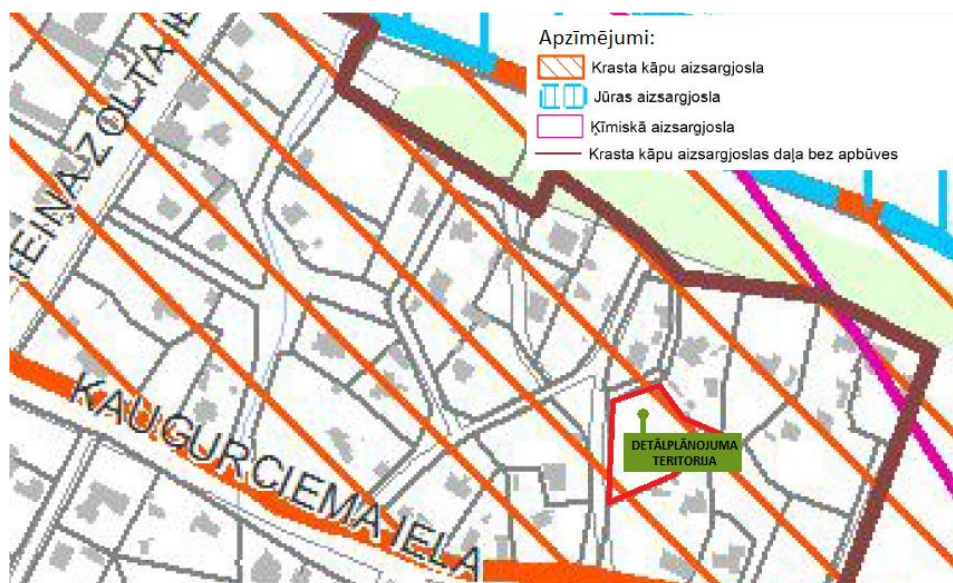 Apzīmējumi:
Krasta kāpu aizsargjosla
Jūras aizsargjosla
Ķīmiskā aizsargjosla
Krasta kāpu aizsargjoslas daļa bez apbūves
DETĀLPLĀNOJUMA
TERITORIJA
KAUGURCIEMA IELA